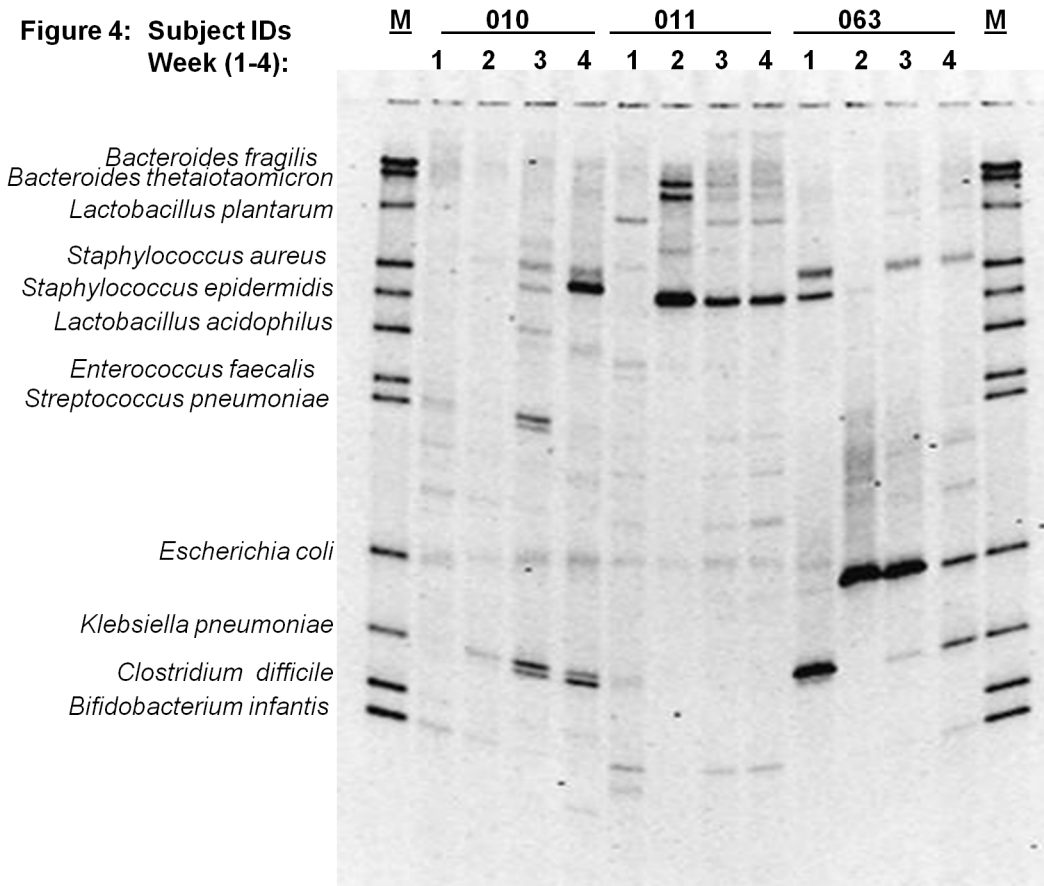 Figure 4: Subject IDs
Week (1-4):
M 010 011 063 M
1 2 3 4 1 2 3 4 1 2 3 4
Bacteroides fragilis
Bacteroides thetaiotaomicron
Lactobacillus plantarum
Staphylococcus aureus
Staphylococcus epidermidis
Lactobacillus acidophilus
Enterococcus faecalis
Streptococcus pneumoniae
Escherichia coli
Klebsiella pneumoniae
Clostridium difficile
Bifidobacterium infantis